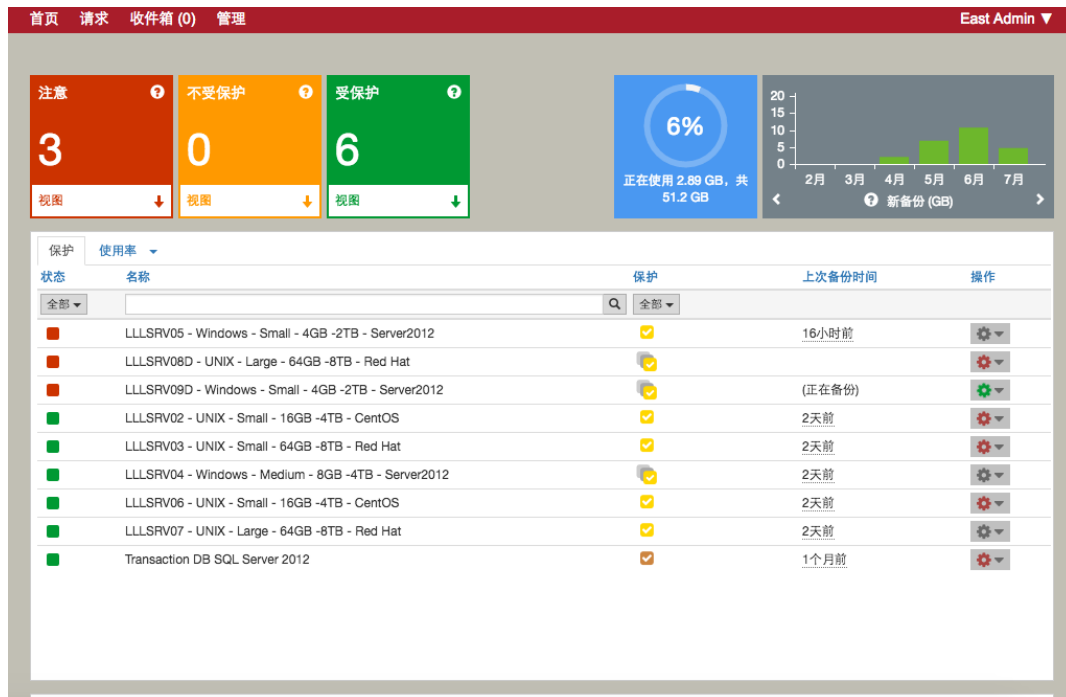 首页 请求 收件箱 (0) 管理 East Admin ▼
注意 ? 不受保护 ? 受保护 ?
3 0 6
视图 视图 视图
6%
正在使用 2.89 GB，共
51.2 GB
20
15
10
5
0
2月 3月 4月 5月 6月 7月
? 新备份 (GB)
保护 使用率
状态 名称 保护 上次备份时间 操作
全部 全部
LLLSRV05 - Windows - Small - 4GB -2TB - Server2012 16小时前
LLLSRV08D - UNIX - Large - 64GB -8TB - Red Hat
LLLSRV09D - Windows - Small - 4GB -2TB - Server2012 (正在备份)
LLLSRV02 - UNIX - Small - 16GB -4TB - CentOS 2天前
LLLSRV03 - UNIX - Small - 64GB -8TB - Red Hat 2天前
LLLSRV04 - Windows - Medium - 8GB -4TB - Server2012 2天前
LLLSRV06 - UNIX - Small - 16GB -4TB - CentOS 2天前
LLLSRV07 - UNIX - Large - 64GB -8TB - Red Hat 2天前
Transaction DB SQL Server 2012 1个月前